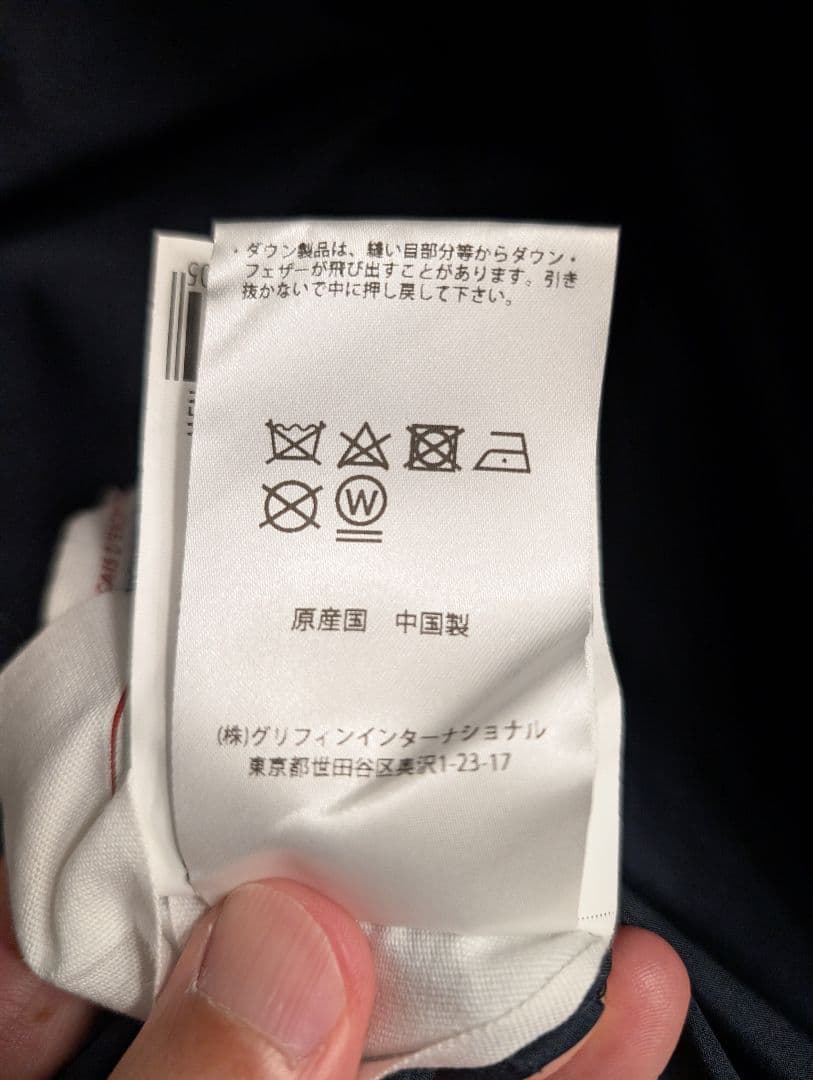 ・ダウン製品は、縫い目部分等からダウン・
フェザーが飛び出すことがあります。引き
抜かないで中に押し戻して下さい。
W
原産国　中国製
(株)グリフィンインターナショナル
東京都世田谷区奥沢1-23-17
05